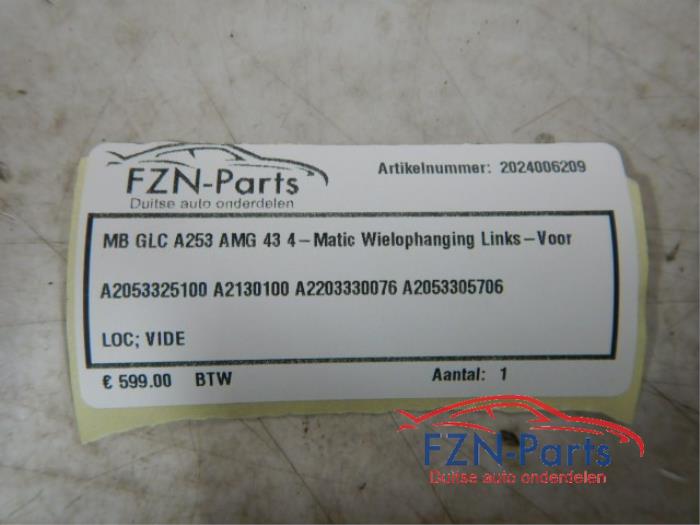 FZN-Parts
Duitse auto onderdelen
Artikelnummer: 2024006209
MB GLC A253 AMG 43 4-Matic Wielophanging Links-Voor
A2053325100 A2130100 A2203330076 A2053305706
LOC; VIDE
€ 599.00 BTW
Aantal: 1
FZN-Parts
Duitse auto onderdelen